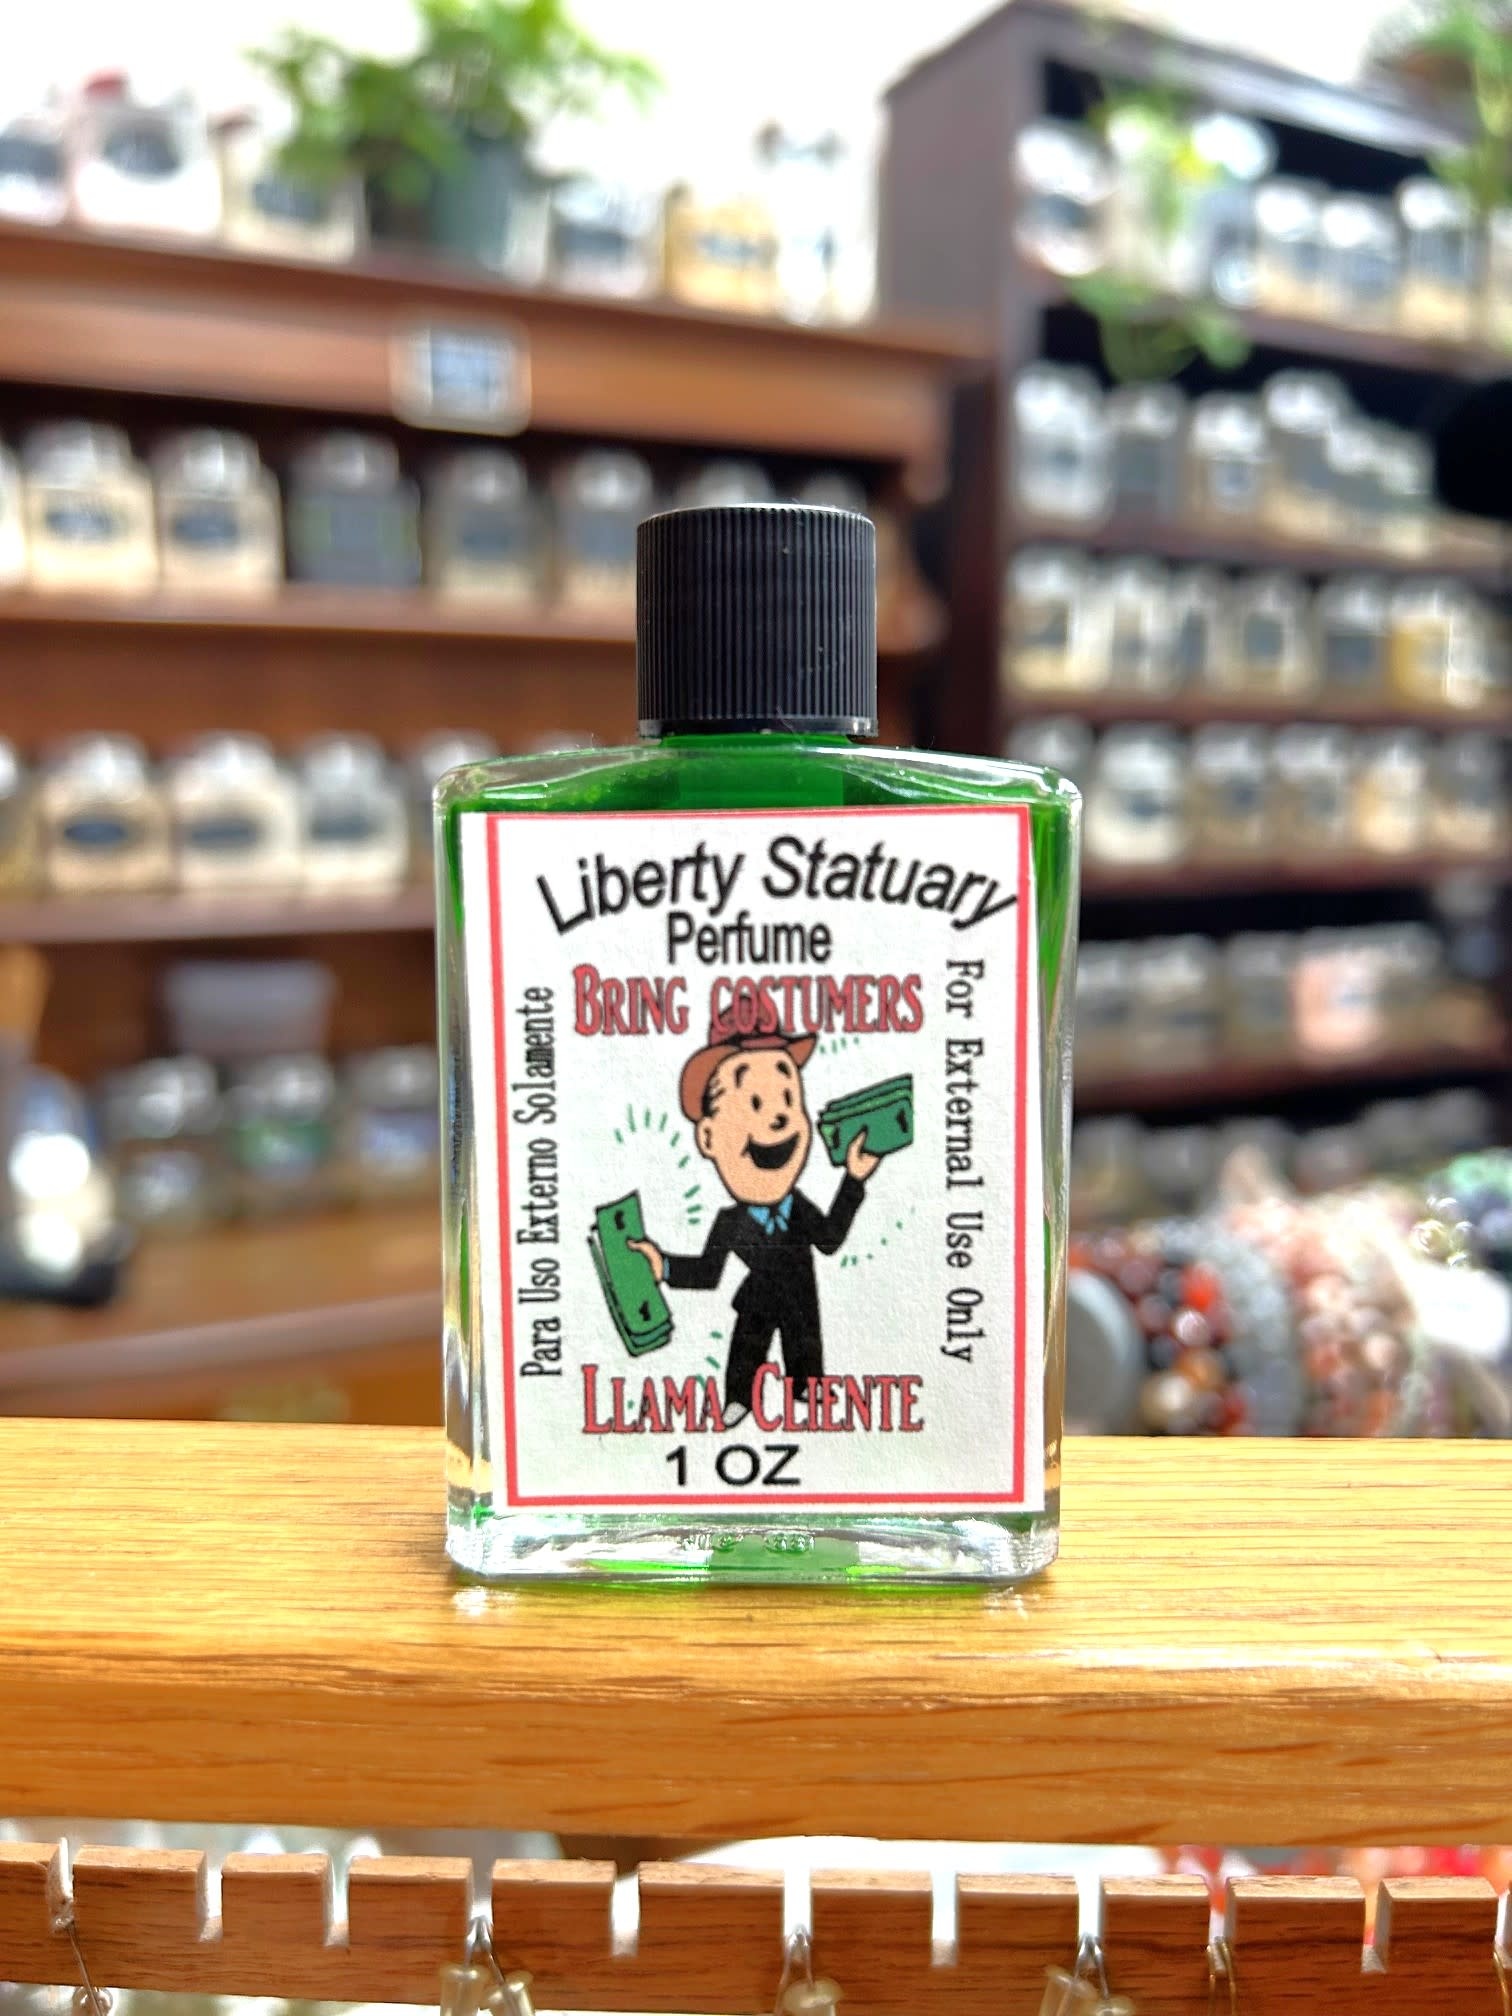 Liberty Statuary
Perfume
BRING COSTUMERS
Para Uso Externo Solamente
For External Use Only
LLAMA CLIENTE
1 OZ